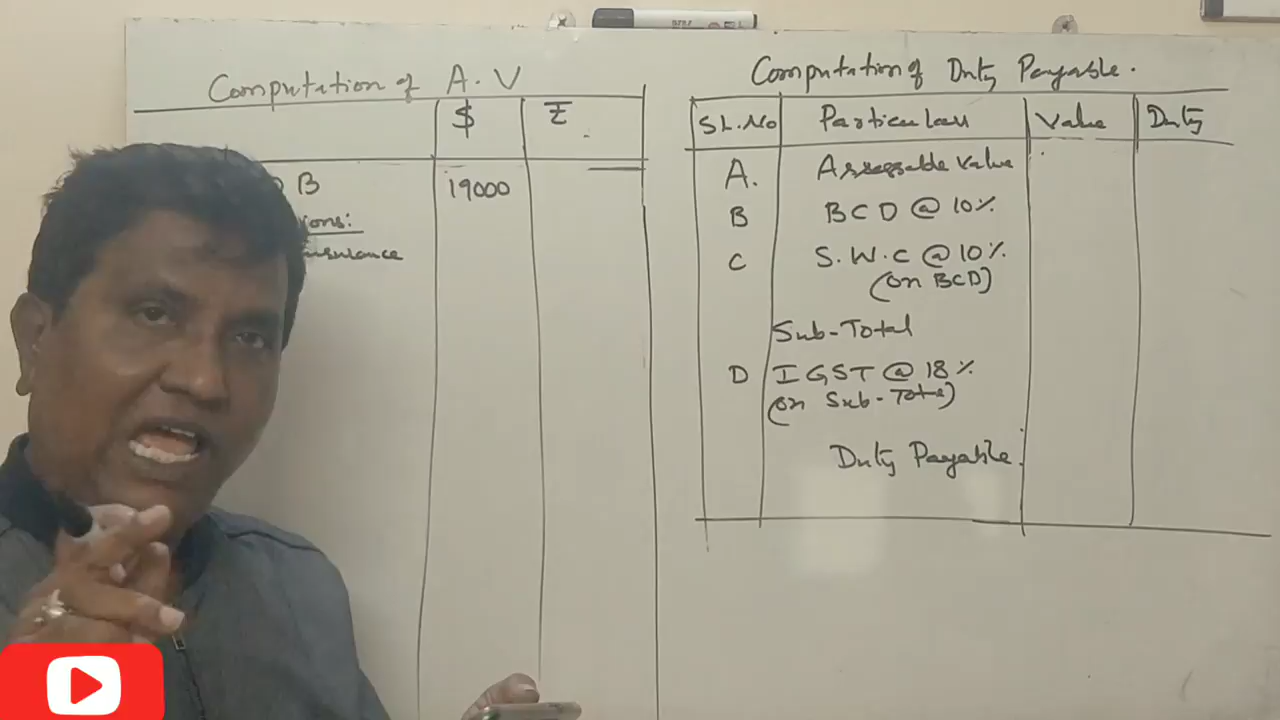 Computation of A.V
$ ₹
B 19000
ions:
surance
Computation of Duty Payable.
SL.No Particulars Value Duty
A. Assessable Value
B BCD @ 10%
C S.W.C @ 10%
(on BCD)
Sub-Total
D IGST @ 18%
(on Sub-Total)
Duty Payable.